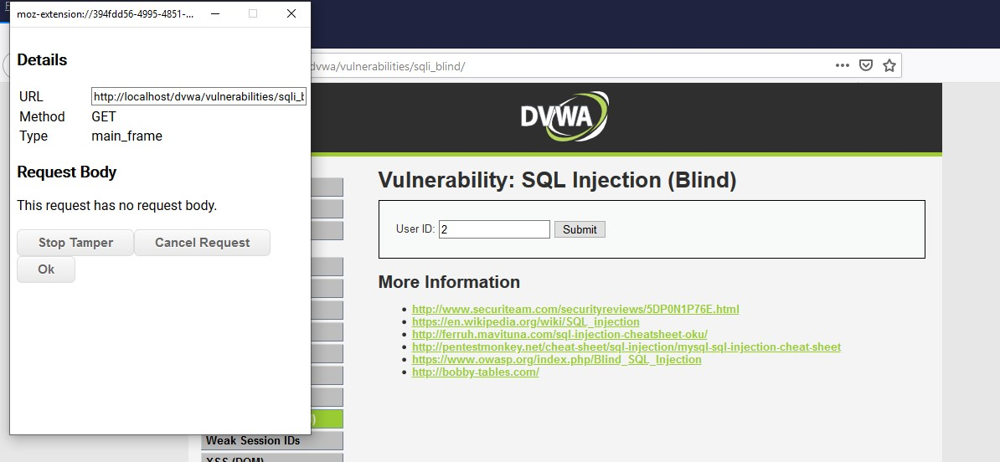 moz-extension://394fdd56-4995-4851-...
Details
URL http://localhost/dvwa/vulnerabilities/sqli_b
Method GET
Type main_frame
Request Body
This request has no request body.
Stop Tamper Cancel Request
Ok
dvwa/vulnerabilities/sqli_blind/
DVWA
Vulnerability: SQL Injection (Blind)
User ID: 2 Submit
More Information
http://www.securiteam.com/securityreviews/5DP0N1P76E.html
https://en.wikipedia.org/wiki/SQL_injection
http://ferruh.mavituna.com/sql-injection-cheatsheet-oku/
http://pentestmonkey.net/cheat-sheet/sql-injection/mysql-sql-injection-cheat-sheet
https://www.owasp.org/index.php/Blind_SQL_Injection
http://bobby-tables.com/
)
Weak Session IDs
XSS (DOM)